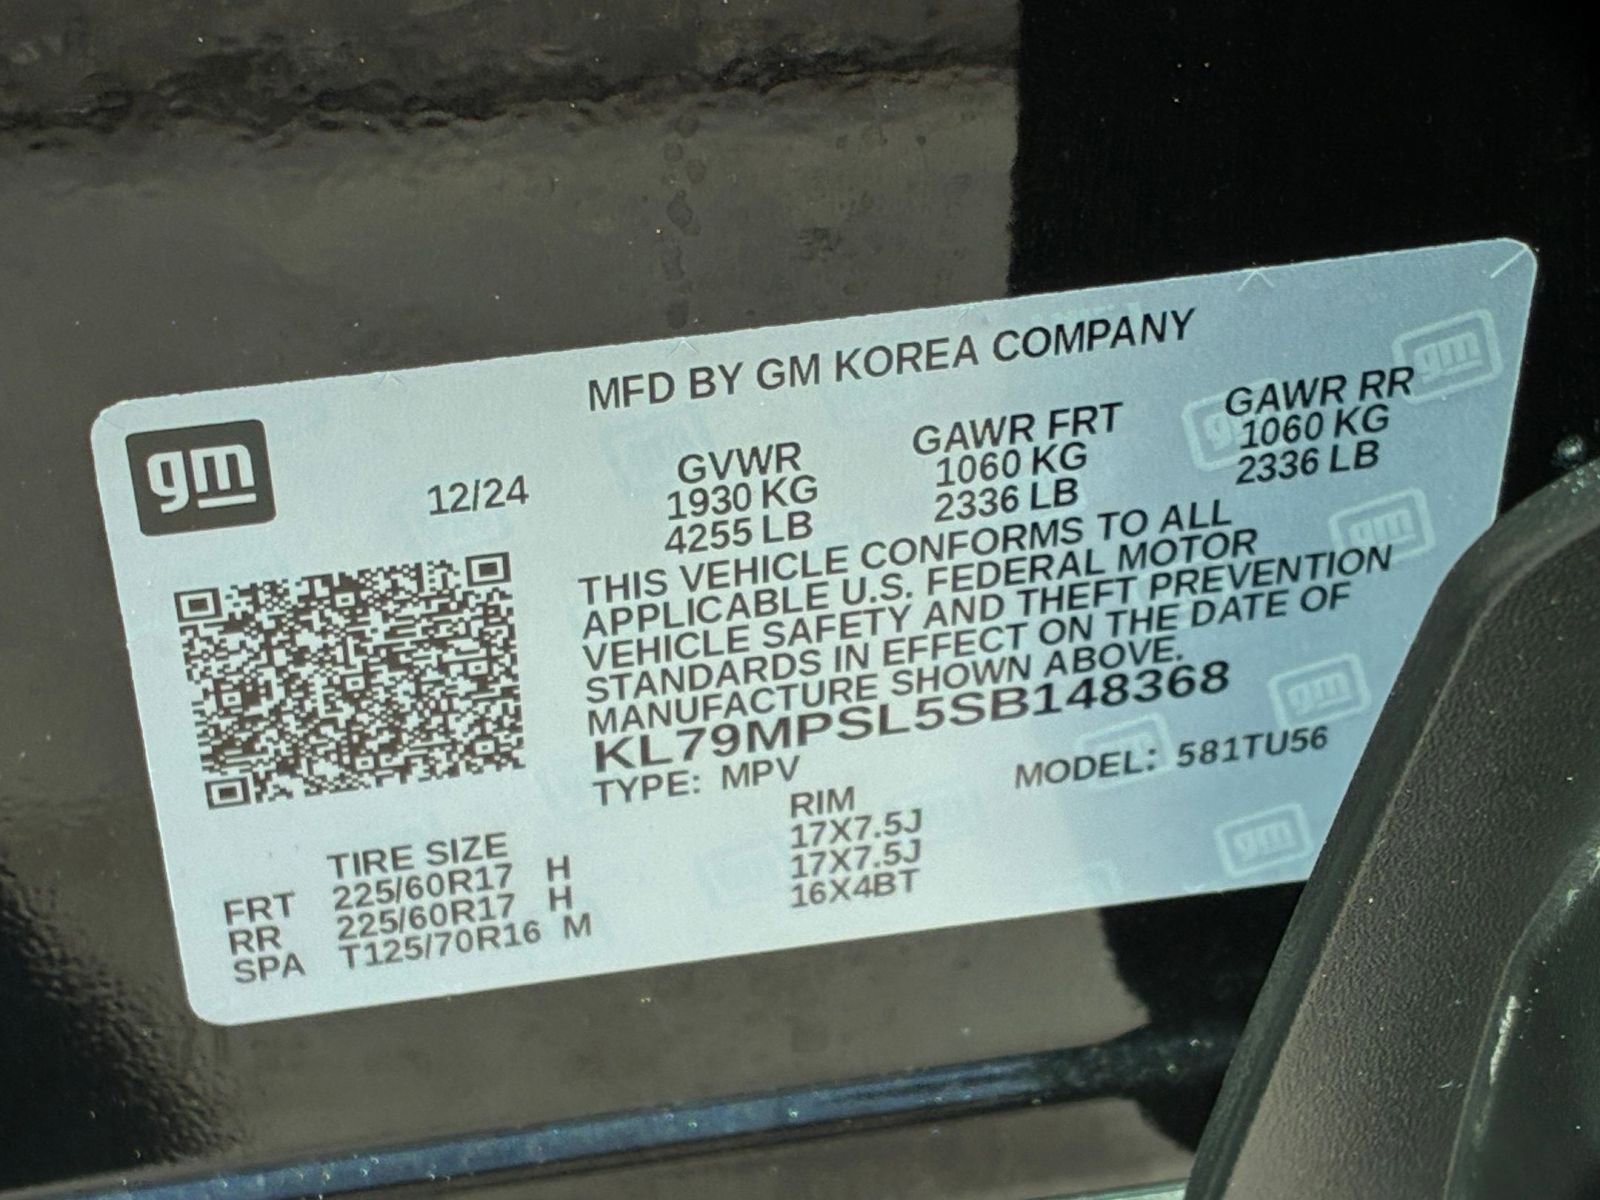 MFD BY GM KOREA COMPANY
gm
12/24
GVWR GAWR FRT GAWR RR
1930 KG 1060 KG 1060 KG
4255 LB 2336 LB 2336 LB
THIS VEHICLE CONFORMS TO ALL
APPLICABLE U.S. FEDERAL MOTOR
VEHICLE SAFETY AND THEFT PREVENTION
STANDARDS IN EFFECT ON THE DATE OF
MANUFACTURE SHOWN ABOVE.
KL79MPSL5SB148368
TYPE: MPV MODEL: 581TU56
TIRE SIZE RIM
FRT 225/60R17 H 17X7.5J
RR 225/60R17 H 17X7.5J
SPA T125/70R16 M 16X4BT